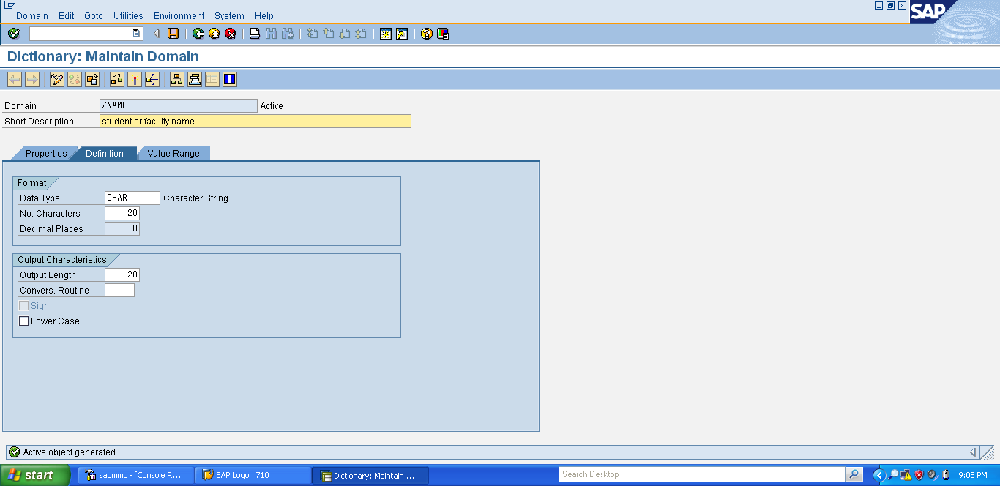 Domain Edit Goto Utilities Environment System Help
SAP
Dictionary: Maintain Domain
Domain ZNAME Active
Short Description student or faculty name
Properties Definition Value Range
Format
Data Type CHAR Character String
No. Characters 20
Decimal Places 0
Output Characteristics
Output Length 20
Convers. Routine
Sign
Lower Case
Active object generated
start sapmmc - [Console R... SAP Logon 710 Dictionary: Maintain ... Search Desktop 9:05 PM